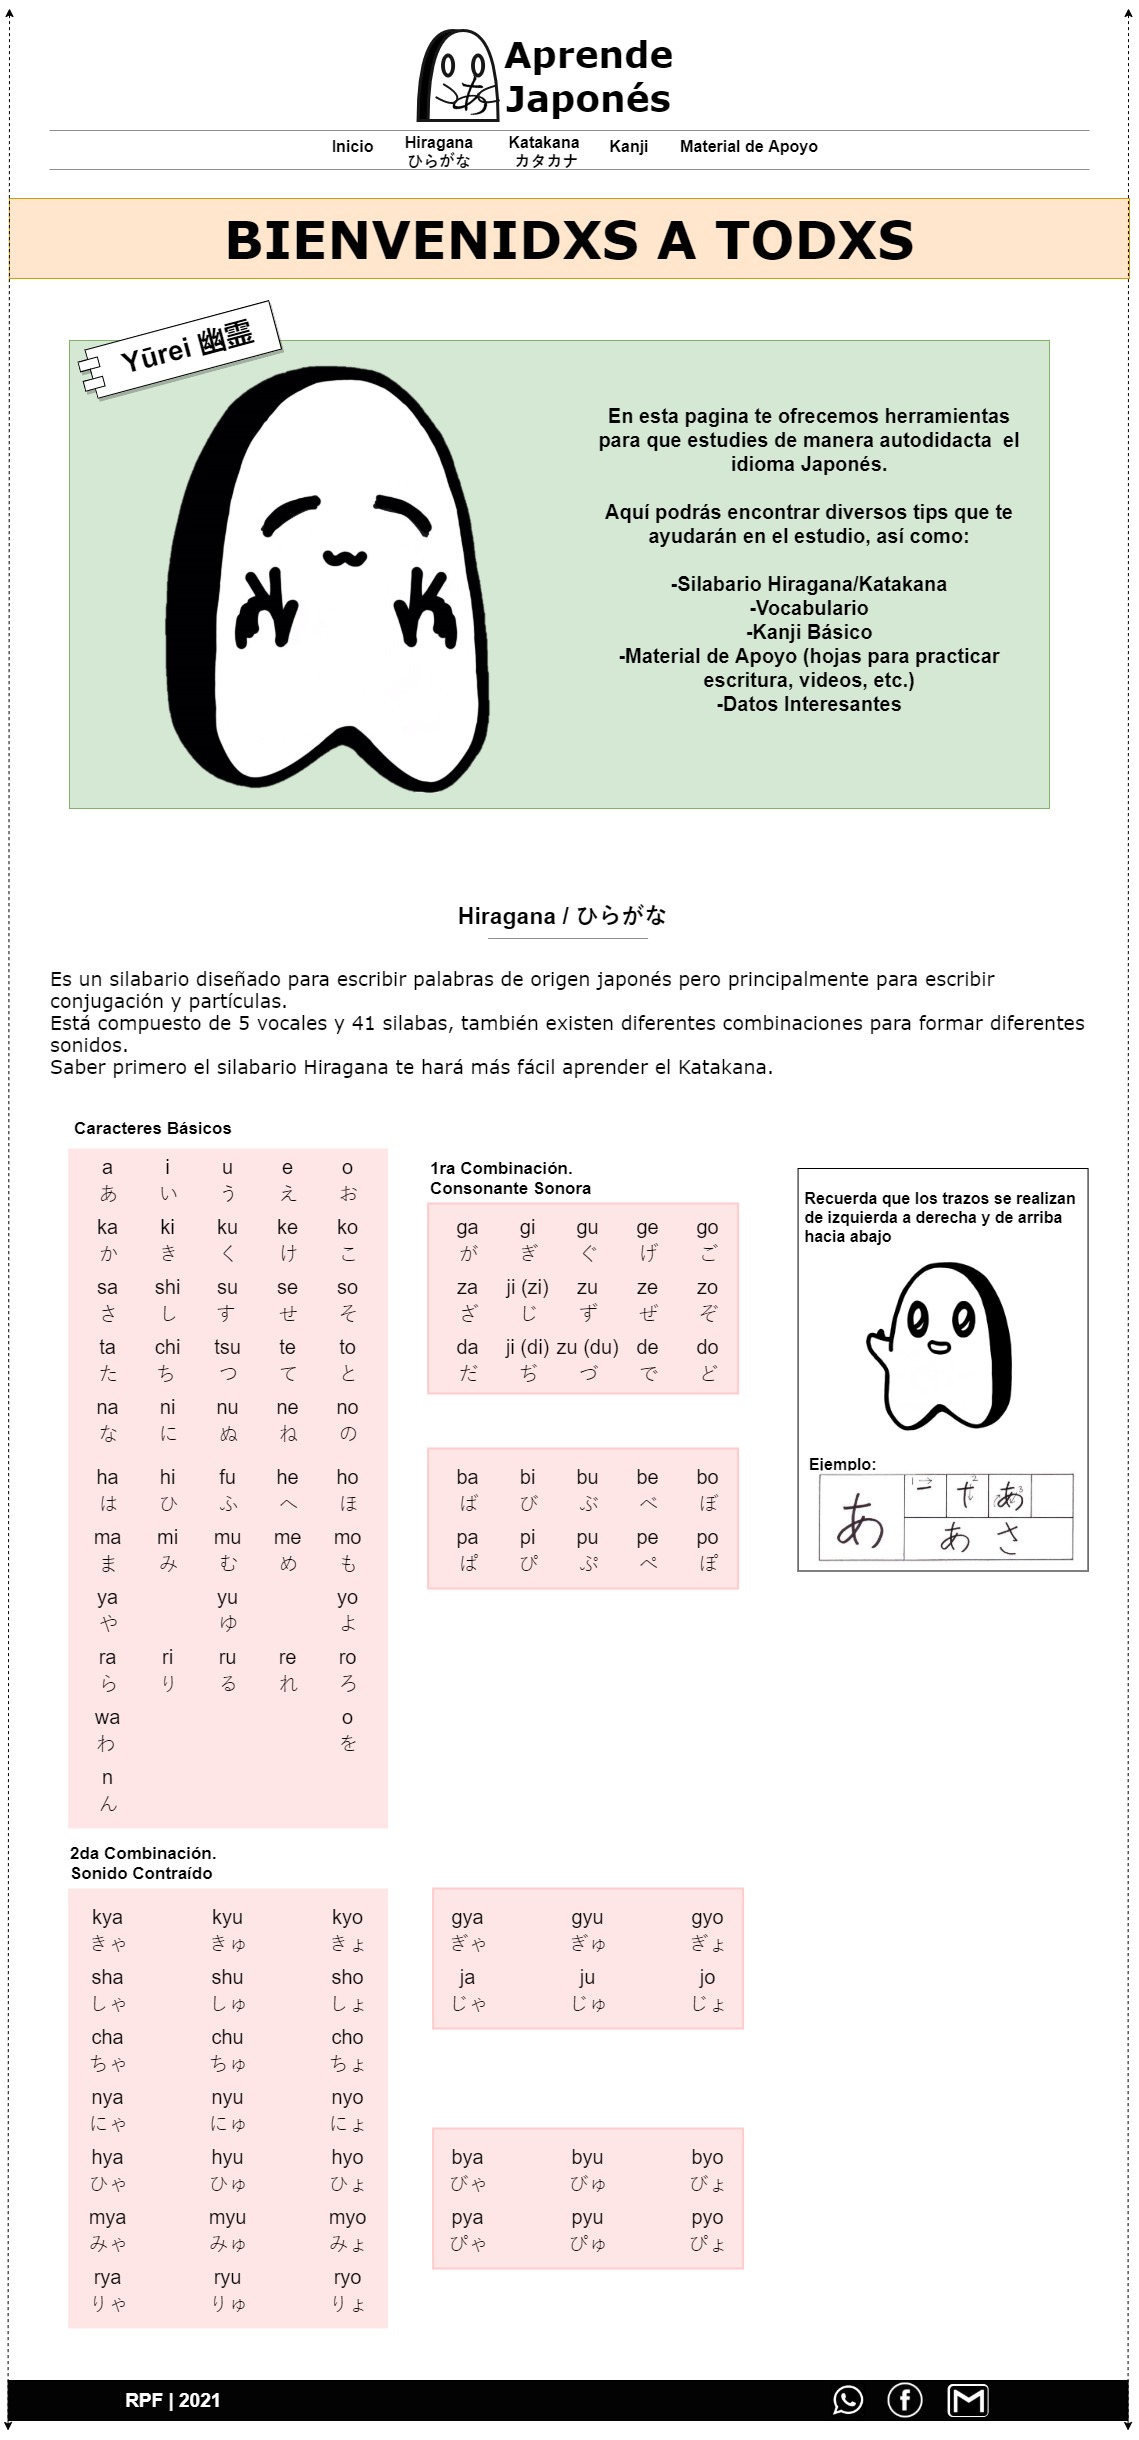 Aprende
Japonés
Inicio Hiragana Katakana Kanji Material de Apoyo
ひらがな カタカナ
BIENVENIDXS A TODXS
Yūrei 幽霊
En esta pagina te ofrecemos herramientas
para que estudies de manera autodidacta el
idioma Japonés.
Aquí podrás encontrar diversos tips que te
ayudarán en el estudio, así como:
-Silabario Hiragana/Katakana
-Vocabulario
-Kanji Básico
-Material de Apoyo (hojas para practicar
escritura, videos, etc.)
-Datos Interesantes
Hiragana / ひらがな
Es un silabario diseñado para escribir palabras de origen japonés pero principalmente para escribir
conjugación y partículas.
Está compuesto de 5 vocales y 41 silabas, también existen diferentes combinaciones para formar diferentes
sonidos.
Saber primero el silabario Hiragana te hará más fácil aprender el Katakana.
Caracteres Básicos
a i u e o
あ い う え お
ka ki ku ke ko
か き く け こ
sa shi su se so
さ し す せ そ
ta chi tsu te to
た ち つ て と
na ni nu ne no
な に ぬ ね の
ha hi fu he ho
は ひ ふ へ ほ
ma mi mu me mo
ま み む め も
ya yu yo
や ゆ よ
ra ri ru re ro
ら り る れ ろ
wa o
わ を
n
ん
1ra Combinación.
Consonante Sonora
ga gi gu ge go
が ぎ ぐ げ ご
za ji (zi) zu ze zo
ざ じ ず ぜ ぞ
da ji (di) zu (du) de do
だ ぢ づ で ど
ba bi bu be bo
ば び ぶ べ ぼ
pa pi pu pe po
ぱ ぴ ぷ ぺ ぽ
Recuerda que los trazos se realizan
de izquierda a derecha y de arriba
hacia abajo
Ejemplo:
あ 1 2 あ 3
あ さ
2da Combinación.
Sonido Contraído
kya kyu kyo
きゃ きゅ きょ
sha shu sho
しゃ しゅ しょ
cha chu cho
ちゃ ちゅ ちょ
nya nyu nyo
にゃ にゅ にょ
hya hyu hyo
ひゃ ひゅ ひょ
mya myu myo
みゃ みゅ みょ
rya ryu ryo
りゃ りゅ りょ
gya gyu gyo
ぎゃ ぎゅ ぎょ
ja ju jo
じゃ じゅ じょ
bya byu byo
びゃ びゅ びょ
pya pyu pyo
ぴゃ ぴゅ ぴょ
RPF | 2021